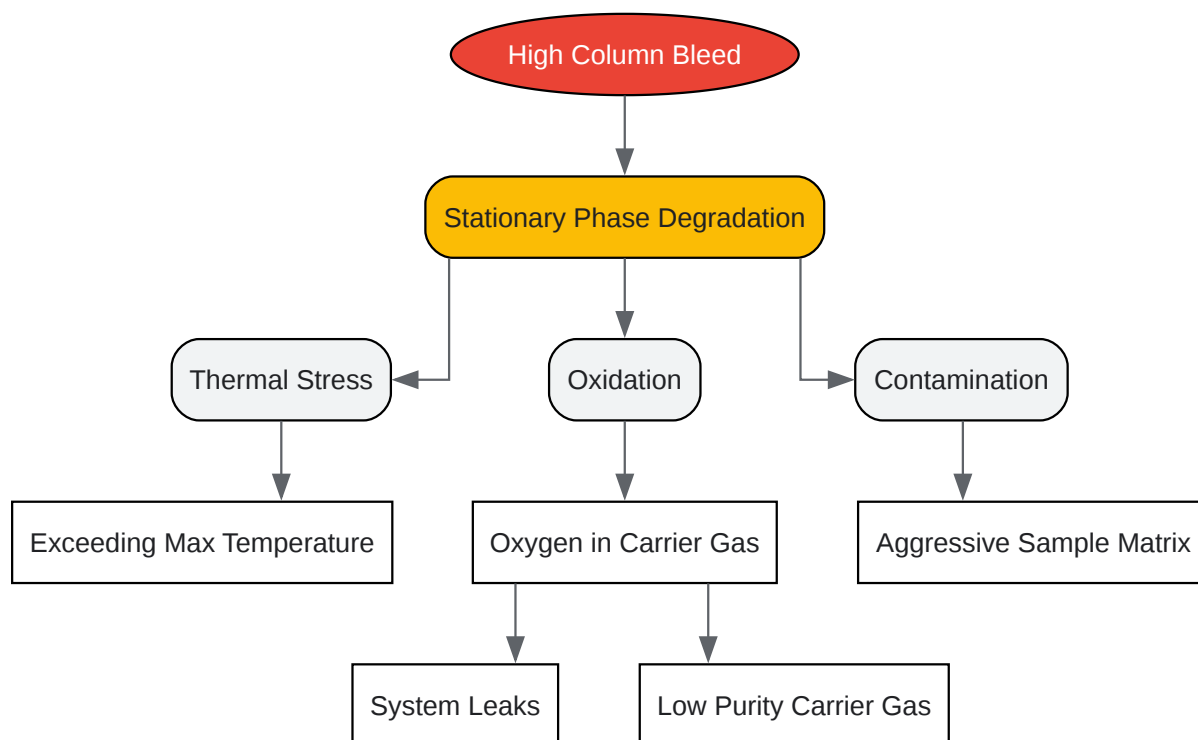 High Column Bleed
Stationary Phase Degradation
Thermal Stress
Oxidation
Contamination
Exceeding Max Temperature
Oxygen in Carrier Gas
Aggressive Sample Matrix
System Leaks
Low Purity Carrier Gas